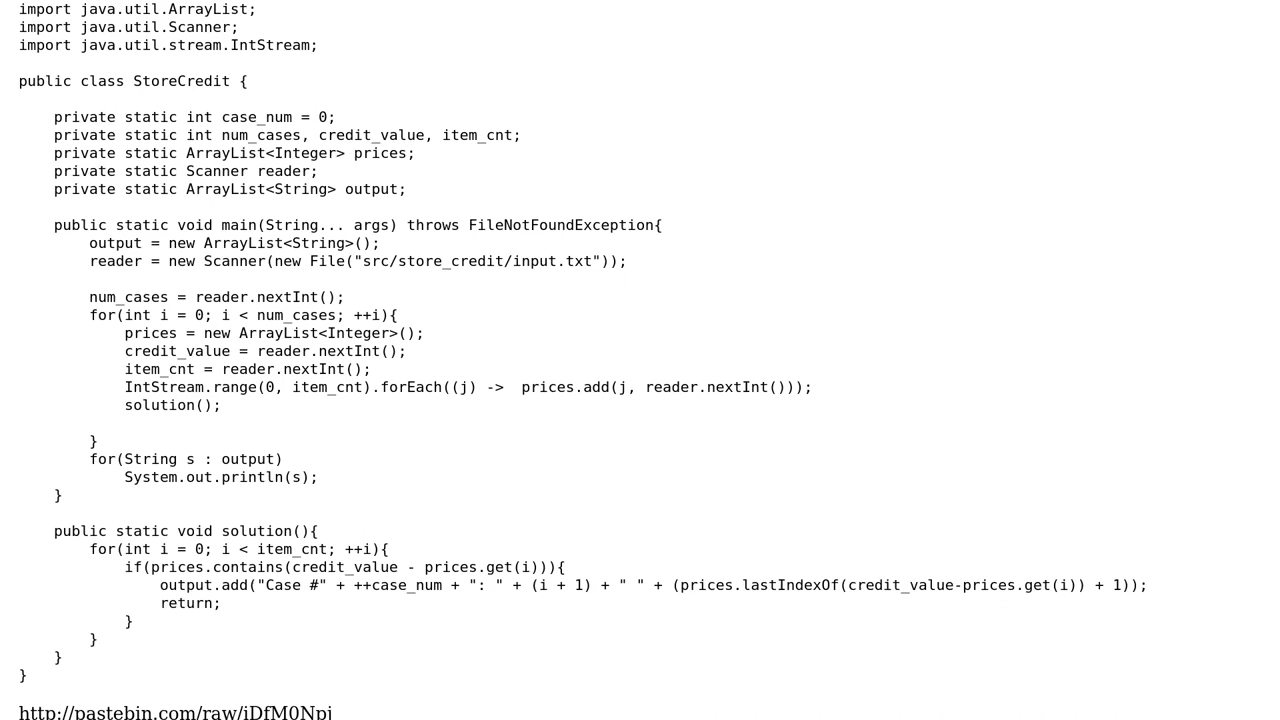 import java.util.ArrayList;
import java.util.Scanner;
import java.util.stream.IntStream;

public class StoreCredit {

    private static int case_num = 0;
    private static int num_cases, credit_value, item_cnt;
    private static ArrayList<Integer> prices;
    private static Scanner reader;
    private static ArrayList<String> output;

    public static void main(String... args) throws FileNotFoundException{
        output = new ArrayList<String>();
        reader = new Scanner(new File("src/store_credit/input.txt"));

        num_cases = reader.nextInt();
        for(int i = 0; i < num_cases; ++i){
            prices = new ArrayList<Integer>();
            credit_value = reader.nextInt();
            item_cnt = reader.nextInt();
            IntStream.range(0, item_cnt).forEach((j) ->  prices.add(j, reader.nextInt()));
            solution();

        }
        for(String s : output)
            System.out.println(s);
    }

    public static void solution(){
        for(int i = 0; i < item_cnt; ++i){
            if(prices.contains(credit_value - prices.get(i))){
                output.add("Case #" + ++case_num + ": " + (i + 1) + " " + (prices.lastIndexOf(credit_value-prices.get(i)) + 1));
                return;
            }
        }
    }
}
http://pastebin.com/raw/iDfM0Npj